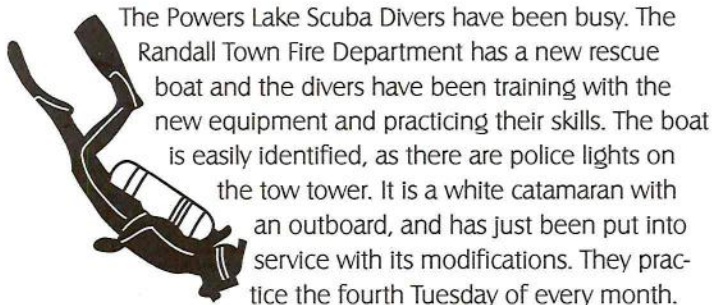 The Powers Lake Scuba Divers have been busy. The
Randall Town Fire Department has a new rescue
boat and the divers have been training with the
new equipment and practicing their skills. The boat
is easily identified, as there are police lights on
the tow tower. It is a white catamaran with
an outboard, and has just been put into
service with its modifications. They prac-
tice the fourth Tuesday of every month.